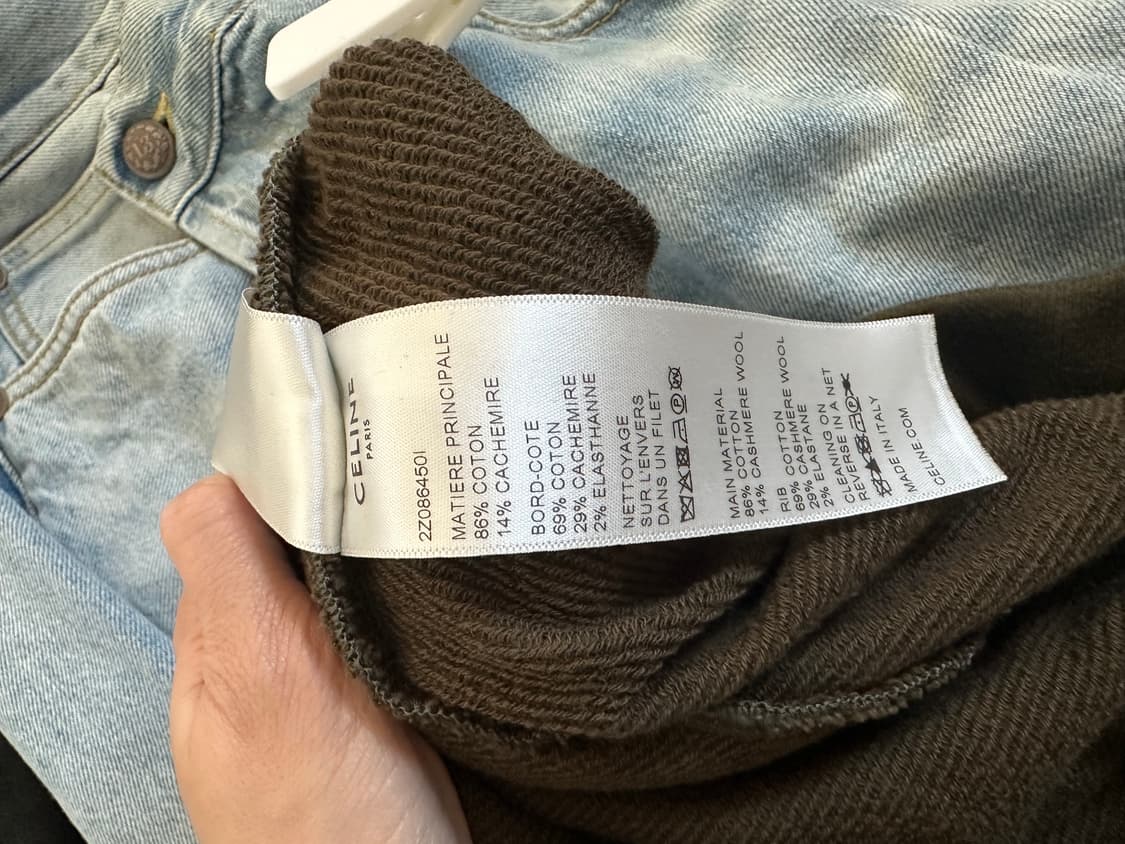 CELINE
PARIS
2Z086450I
MATIERE PRINCIPALE
86% COTON
14% CACHEMIRE
BORD-COTE
69% COTON
29% CACHEMIRE
2% ELASTHANNE
NETTOYAGE
SUR L'ENVERS
DANS UN FILET
MAIN MATERIAL
86% COTTON
14% CASHMERE WOOL
RIB
69% COTTON
29% CASHMERE WOOL
2% ELASTANE
CLEANING ON
REVERSE IN A NET
MADE IN ITALY
CELINE.COM